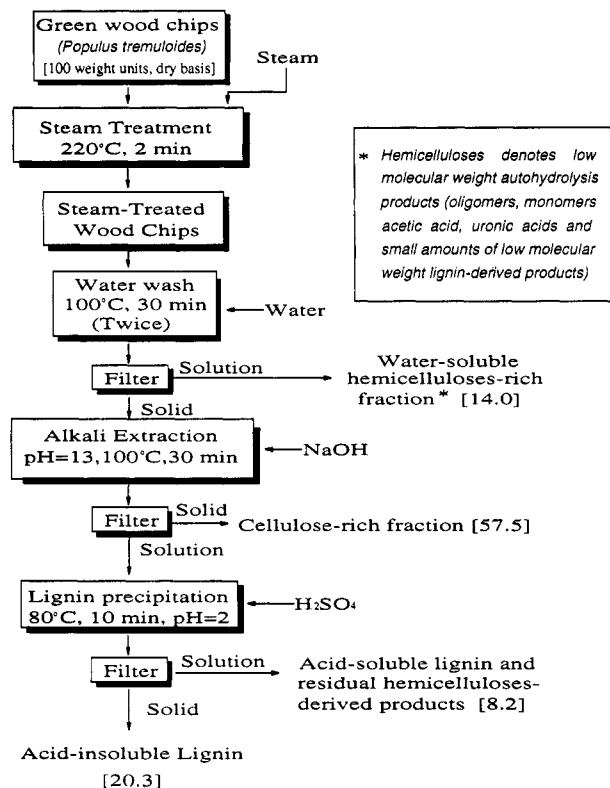 Green wood chips
(Populus tremuloides)
[100 weight units, dry basis]
Steam
Steam Treatment
220°C, 2 min
* Hemicelluloses denotes low
molecular weight autohydrolysis
products (oligomers, monomers
acetic acid, uronic acids and
small amounts of low molecular
weight lignin-derived products)
Steam-Treated
Wood Chips
Water wash
100°C, 30 min
(Twice)
Water
Filter
Solution
Water-soluble
hemicelluloses-rich
fraction* [14.0]
Solid
Alkali Extraction
pH=13,100°C,30 min
NaOH
Filter
Solid
Cellulose-rich fraction [57.5]
Solution
Lignin precipitation
80°C, 10 min, pH=2
H₂SO₄
Filter
Solution
Acid-soluble lignin and
residual hemicelluloses-
derived products [8.2]
Solid
Acid-insoluble Lignin
[20.3]